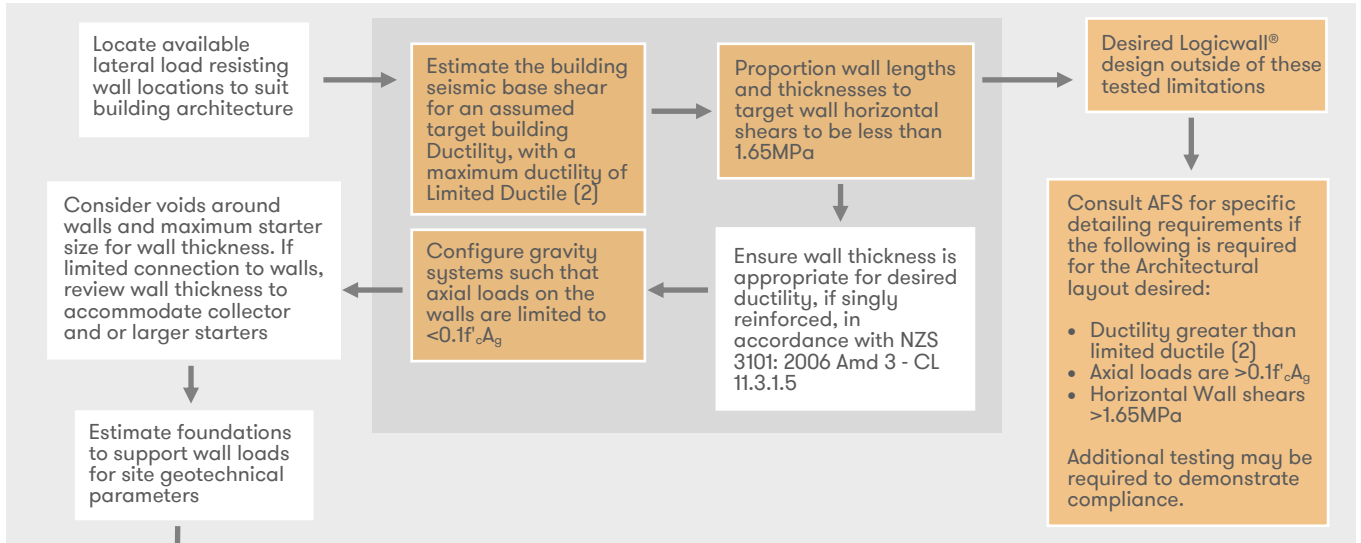 Locate available
lateral load resisting
wall locations to suit
building architecture
Estimate the building
seismic base shear
for an assumed
target building
Ductility, with a
maximum ductility of
Limited Ductile (2)
Proportion wall lengths
and thicknesses to
target wall horizontal
shears to be less than
1.65MPa
Desired Logicwall®
design outside of these
tested limitations
Consider voids around
walls and maximum starter
size for wall thickness. If
limited connection to walls,
review wall thickness to
accommodate collector
and or larger starters
Configure gravity
systems such that
axial loads on the
walls are limited to
<0.1f'cAg
Ensure wall thickness is
appropriate for desired
ductility, if singly
reinforced, in
accordance with NZS
3101: 2006 Amd 3 - CL
11.3.1.5
Consult AFS for specific
detailing requirements if
the following is required
for the Architectural
layout desired:
• Ductility greater than
limited ductile (2)
• Axial loads are >0.1f'cAg
• Horizontal Wall shears
>1.65MPa
Additional testing may be
required to demonstrate
compliance.
Estimate foundations
to support wall loads
for site geotechnical
parameters